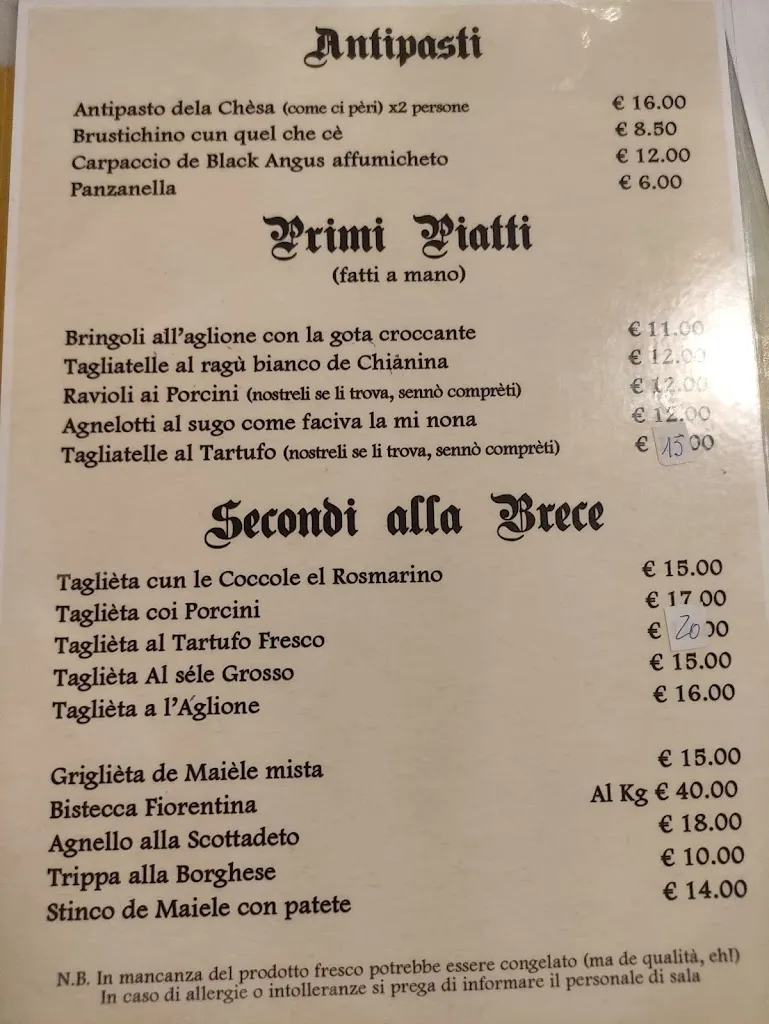 Antipasti
Antipasto dela Chèsa (come ci pèri) x2 persone € 16.00
Brustichino cun quel che cè € 8.50
Carpaccio de Black Angus affumicheto € 12.00
Panzanella € 6.00
Primi Piatti
(fatti a mano)
Bringoli all'aglione con la gota croccante € 11.00
Tagliatelle al ragù bianco de Chianina € 12.00
Ravioli ai Porcini (nostreli se li trova, sennò comprèti) € 12.00
Agnelotti al sugo come faciva la mi nona € 12.00
Tagliatelle al Tartufo (nostreli se li trova, sennò comprèti) € 15 00
Secondi alla Brece
Taglièta cun le Coccole el Rosmarino € 15.00
Taglièta coi Porcini € 17 00
Taglièta al Tartufo Fresco € 20 00
Taglièta Al séle Grosso € 15.00
Taglièta a l'Aglione € 16.00
Griglièta de Maièle mista € 15.00
Bistecca Fiorentina Al Kg € 40.00
Agnello alla Scottadeto € 18.00
Trippa alla Borghese € 10.00
Stinco de Maiele con patete € 14.00
N.B. In mancanza del prodotto fresco potrebbe essere congelato (ma de qualità, eh!)
In caso di allergie o intolleranze si prega di informare il personale di sala